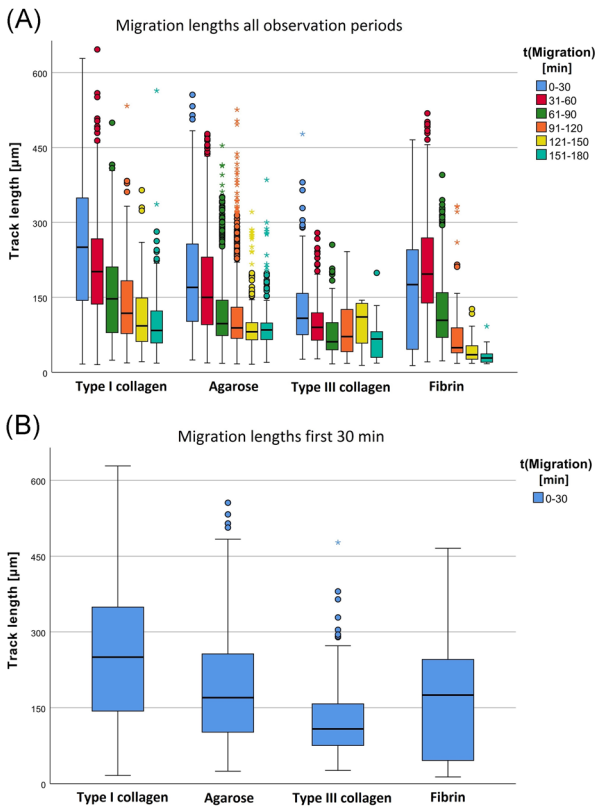 (A)
Migration lengths all observation periods
t(Migration)
[min]
0-30
31-60
61-90
91-120
121-150
151-180
Track length [µm]
600
450
300
150
0
Type I collagen Agarose Type III collagen Fibrin
(B)
Migration lengths first 30 min
t(Migration)
[min]
0-30
Track length [µm]
600
450
300
150
0
Type I collagen Agarose Type III collagen Fibrin